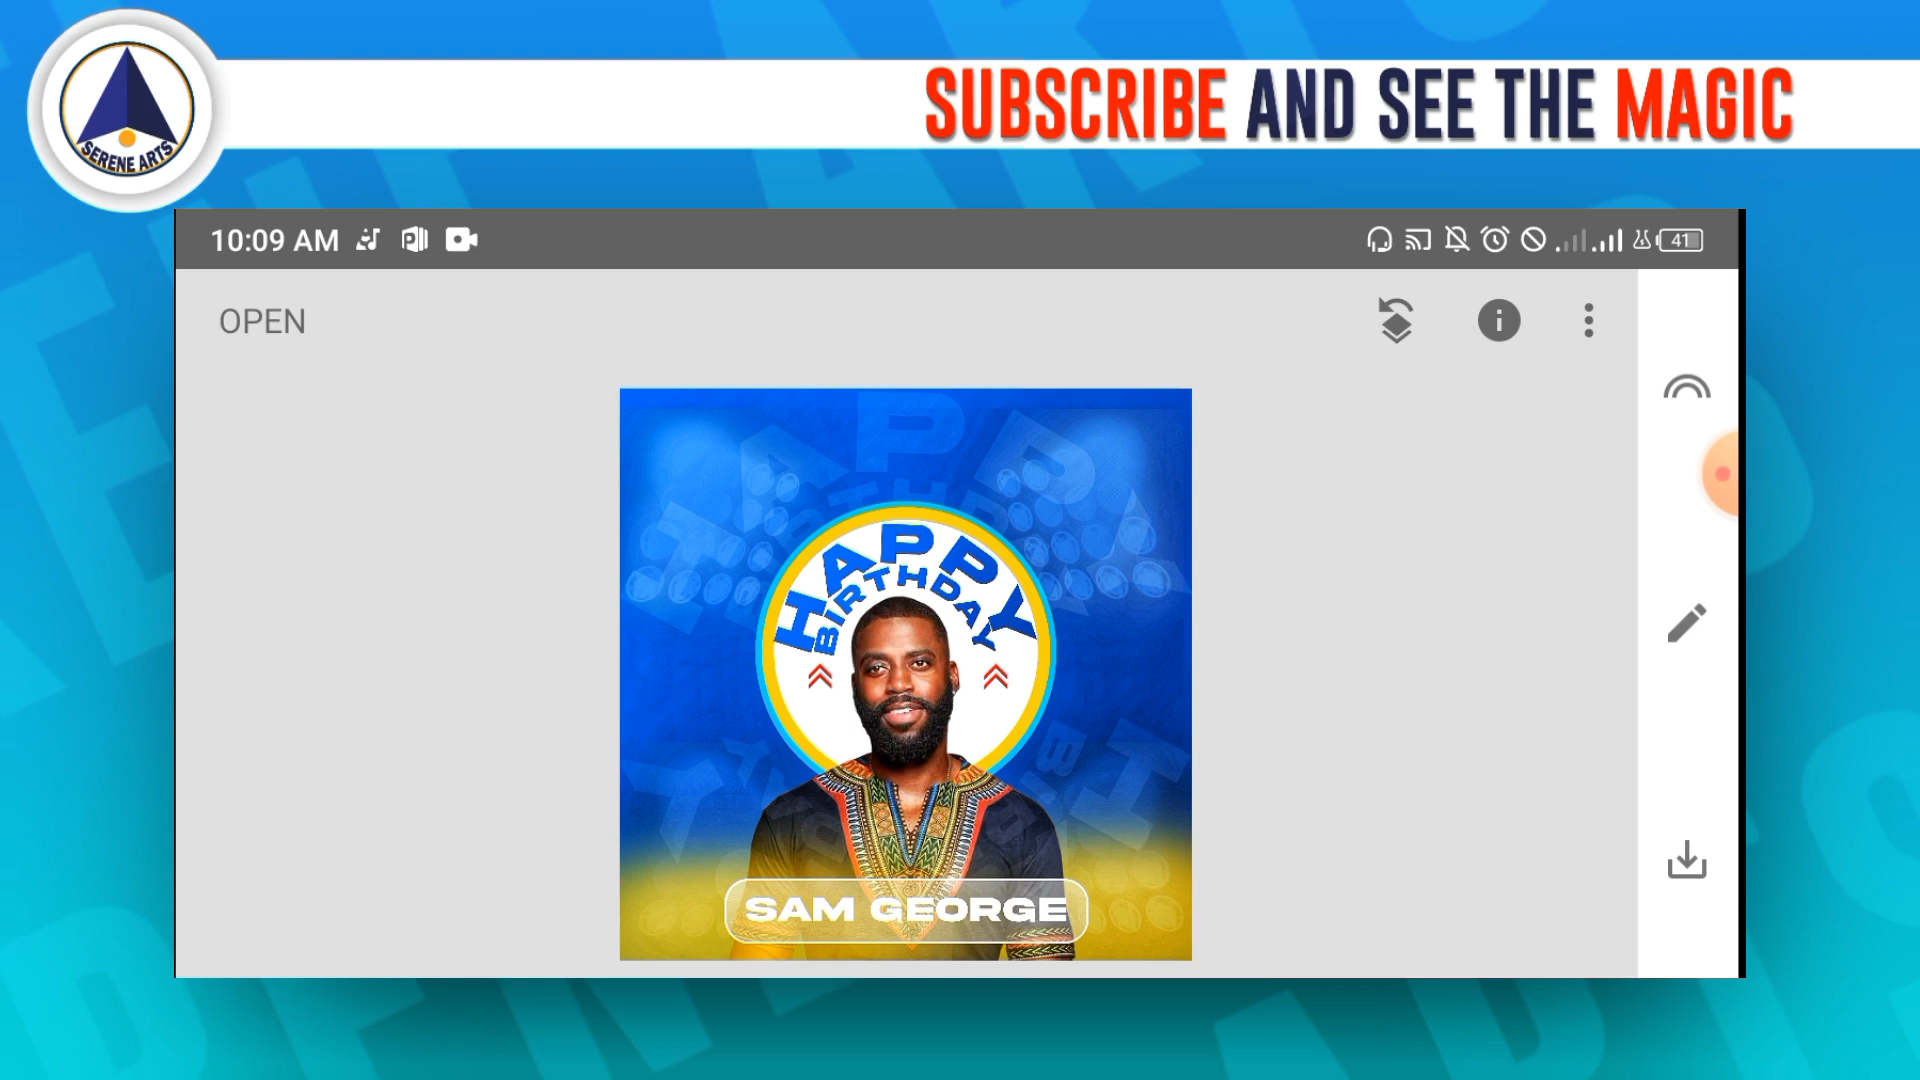 SUBSCRIBE AND SEE THE MAGIC
SERENE ARTS
10:09 AM
41
OPEN
HAPPY
BIRTHDAY
SAM GEORGE